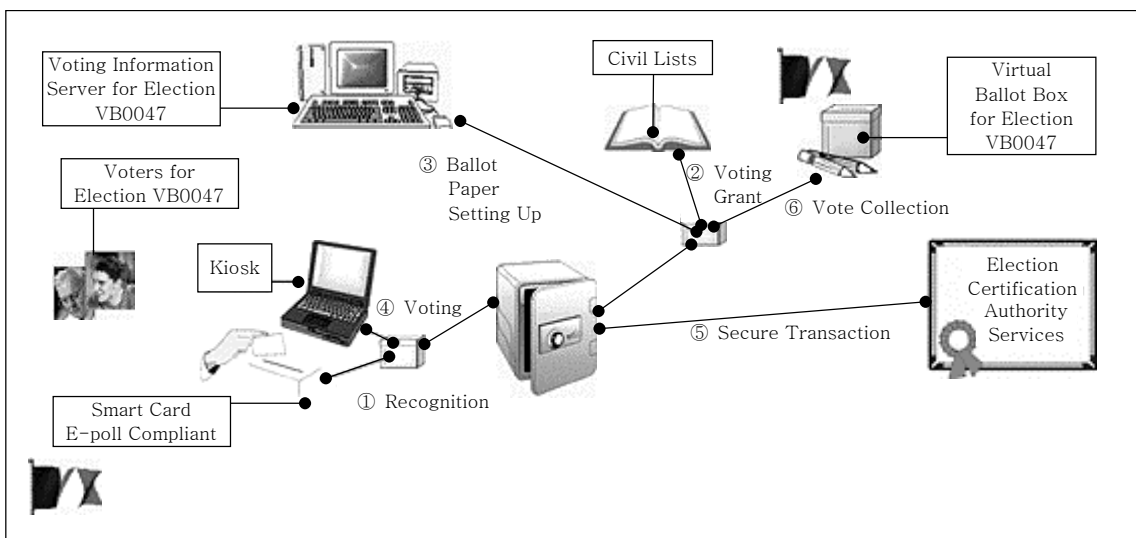 Voting Information
Server for Election
VB0047
Civil Lists
Virtual
Ballot Box
for Election
VB0047
③ Ballot
Paper
Setting Up
② Voting
Grant
⑥ Vote Collection
Voters for
Election VB0047
Kiosk
④ Voting
Election
Certification
Authority
Services
⑤ Secure Transaction
① Recognition
Smart Card
E-poll Compliant